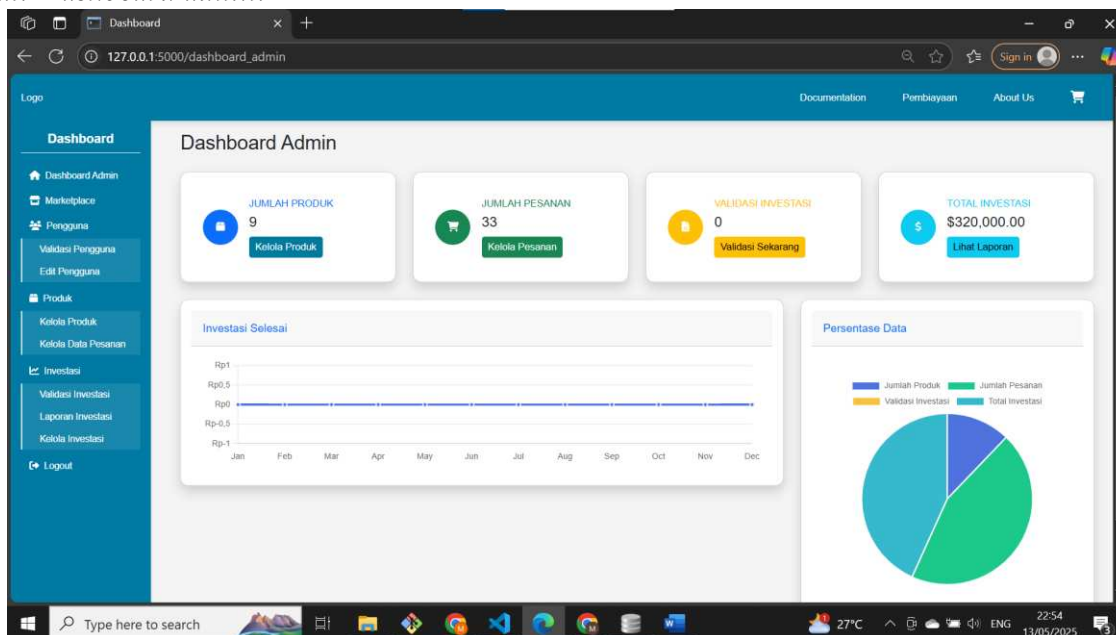 Dashboard
127.0.0.1:5000/dashboard_admin
Sign in
Logo
Documentation
Pembiayaan
About Us
Dashboard
Dashboard Admin
Marketplace
Pengguna
Validasi Pengguna
Edit Pengguna
Produk
Kelola Produk
Kelola Data Pesanan
Investasi
Validasi Investasi
Laporan Investasi
Kelola Investasi
Logout
Dashboard Admin
JUMLAH PRODUK
9
Kelola Produk
JUMLAH PESANAN
33
Kelola Pesanan
VALIDASI INVESTASI
0
Validasi Sekarang
TOTAL INVESTASI
$320,000.00
Lihat Laporan
Investasi Selesai
Rp1
Rp0,5
Rp0
Rp-0,5
Rp-1
Jan Feb Mar Apr May Jun Jul Aug Sep Oct Nov Dec
Persentase Data
Jumlah Produk Jumlah Pesanan
Validasi Investasi Total Investasi
Type here to search
27°C
ENG
22:54
13/05/2025